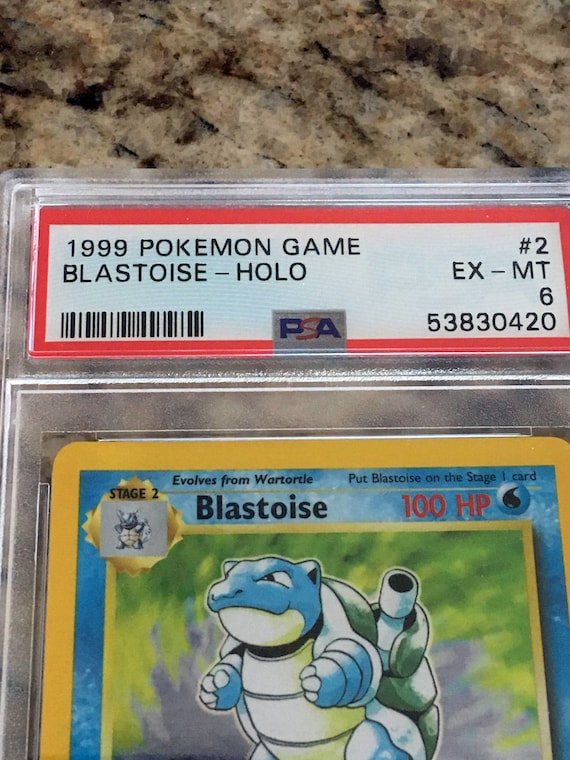 1999 POKEMON GAME #2
BLASTOISE – HOLO EX – MT
6
PSA 53830420
Evolves from Wartortle Put Blastoise on the Stage 1 card
STAGE 2
Blastoise 100 HP